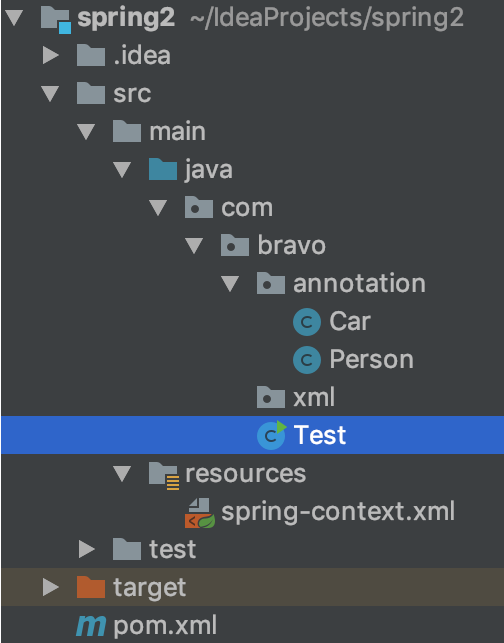 spring2 ~/IdeaProjects/spring2
.idea
src
main
java
com
bravo
annotation
C Car
C Person
xml
C Test
resources
spring-context.xml
test
target
m pom.xml